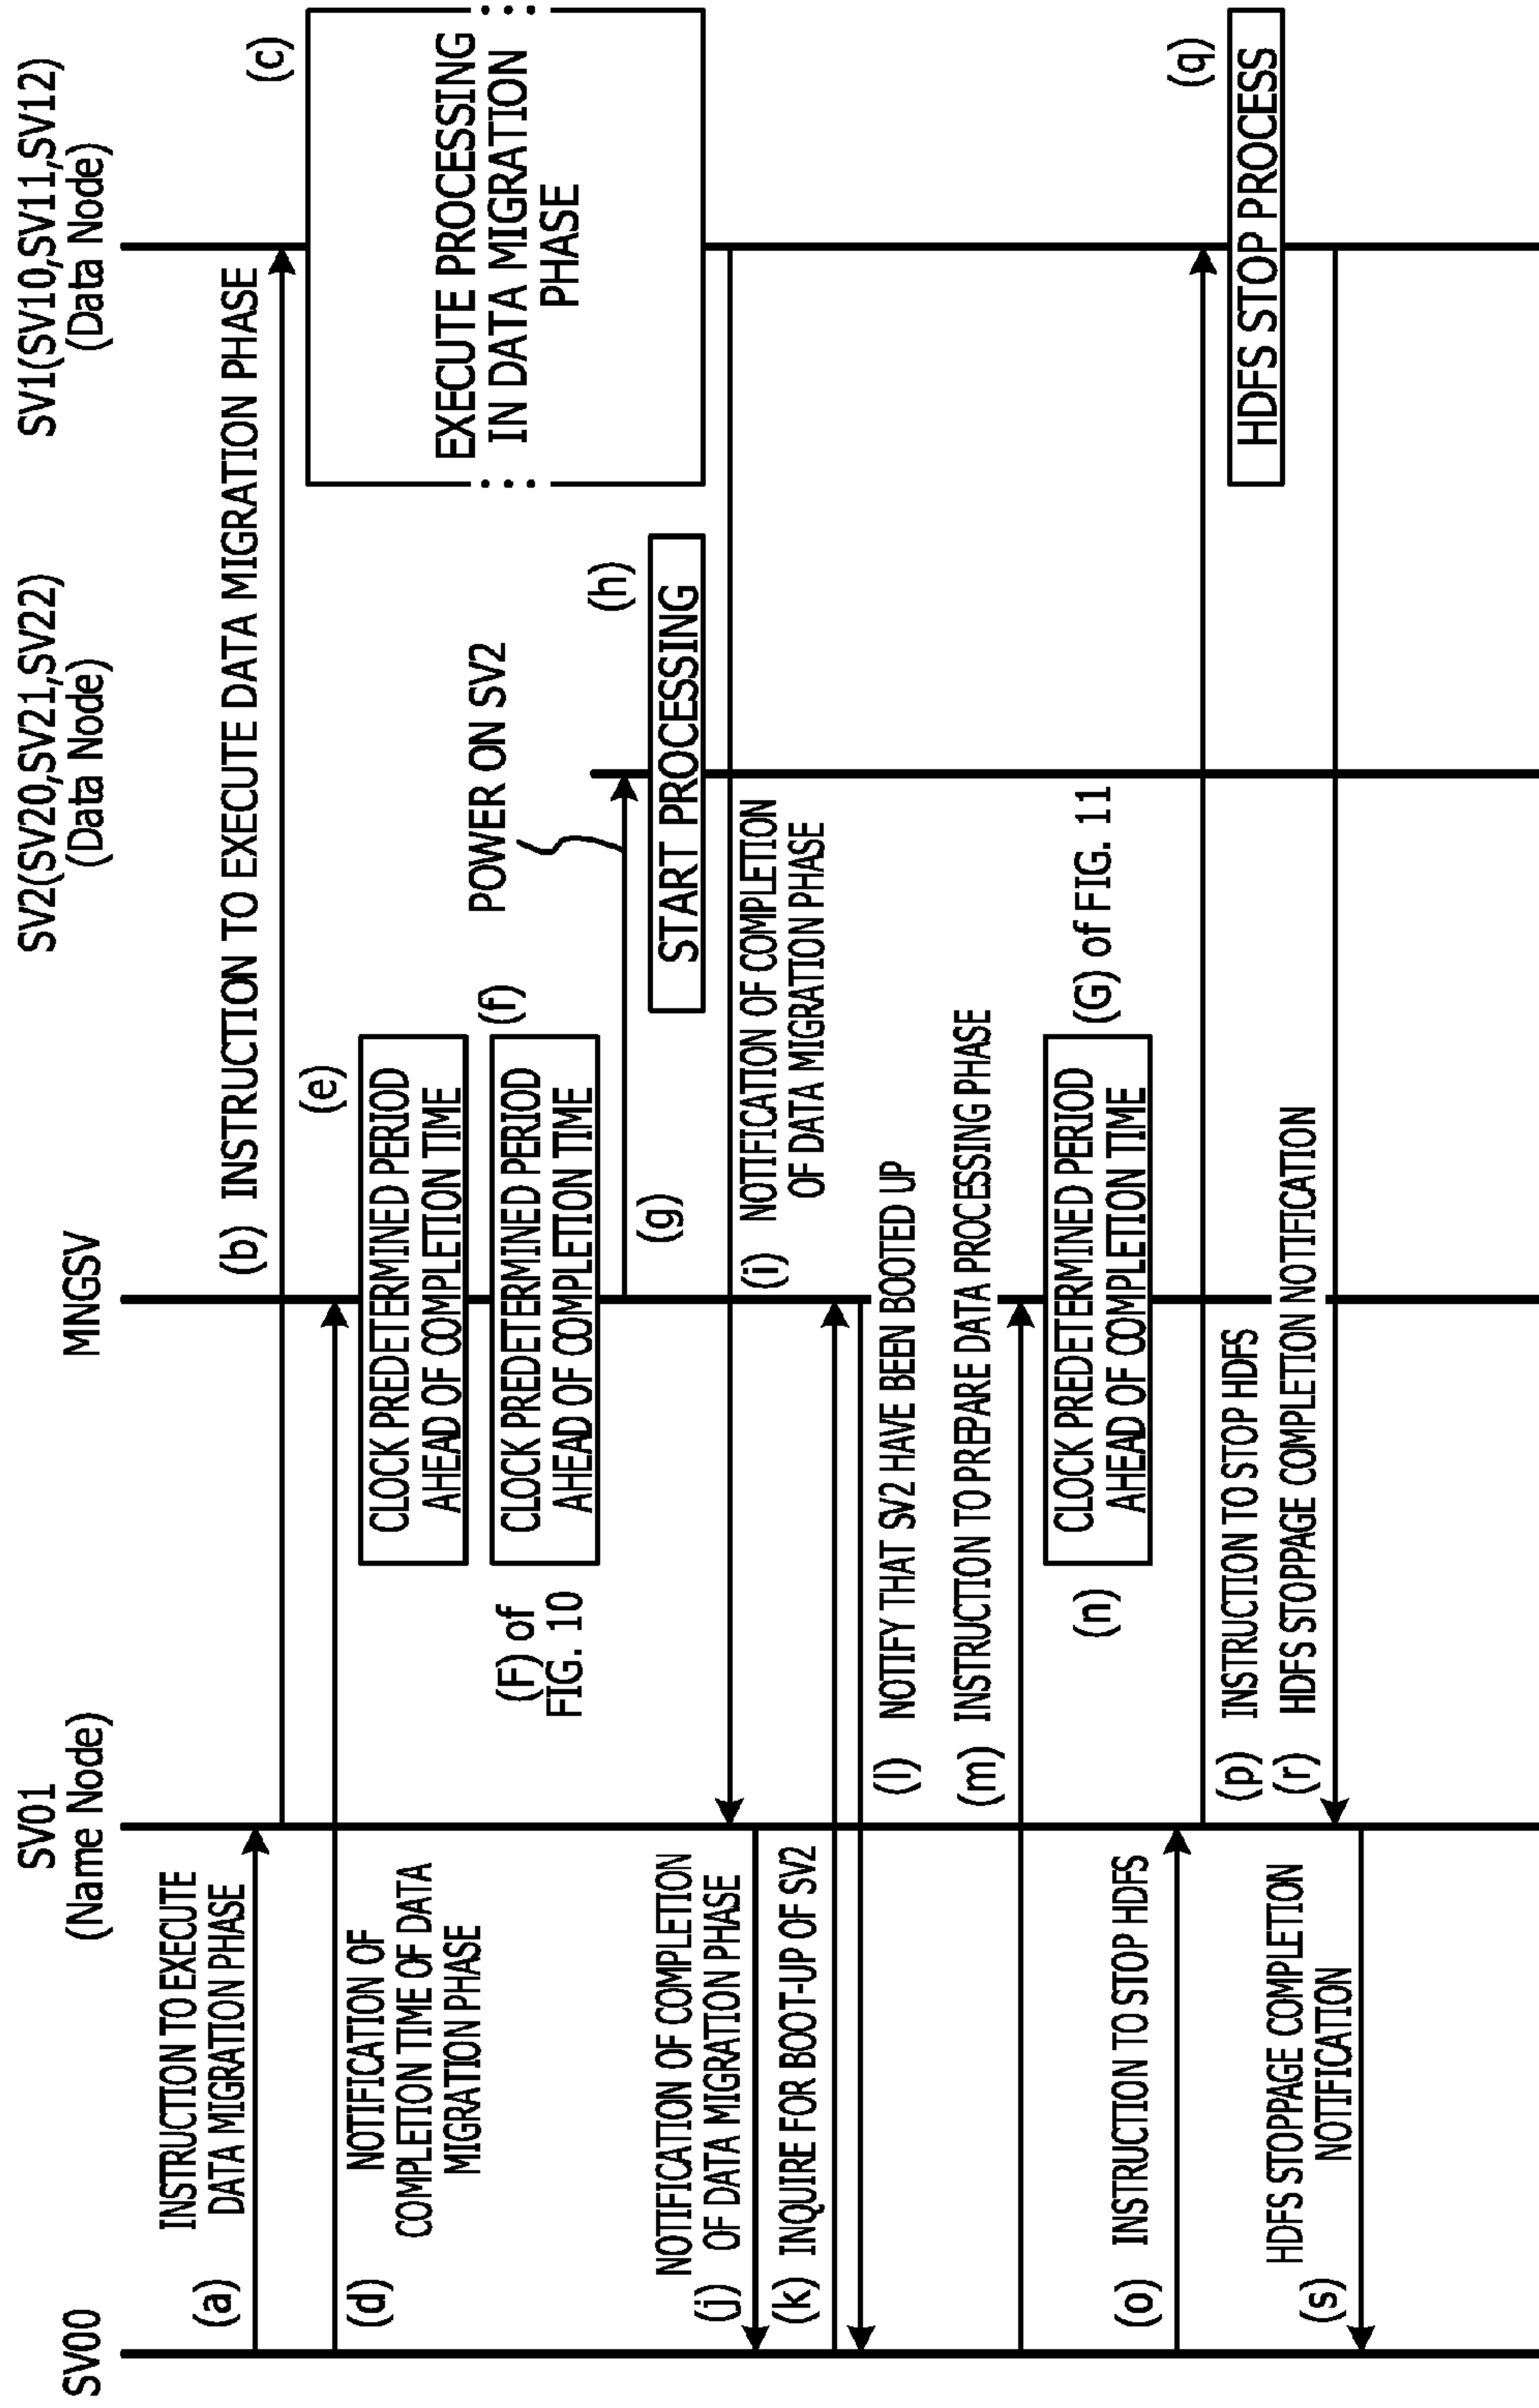 SV00
SV01
(Name Node)
MNGSV
SV2(SV20,SV21,SV22)
(Data Node)
SV1(SV10,SV11,SV12)
(Data Node)
(a)
INSTRUCTION TO EXECUTE
DATA MIGRATION PHASE
(b) INSTRUCTION TO EXECUTE DATA MIGRATION PHASE
(c)
EXECUTE PROCESSING
IN DATA MIGRATION
PHASE
(d)
NOTIFICATION OF
COMPLETION TIME OF DATA
MIGRATION PHASE
(e)
CLOCK PREDETERMINED PERIOD
AHEAD OF COMPLETION TIME
(F) of
FIG. 10
(f)
CLOCK PREDETERMINED PERIOD
AHEAD OF COMPLETION TIME
(g)
POWER ON SV2
(h)
START PROCESSING
(i) NOTIFICATION OF COMPLETION
OF DATA MIGRATION PHASE
NOTIFICATION OF COMPLETION
(j) OF DATA MIGRATION PHASE
(k) INQUIRE FOR BOOT-UP OF SV2
(l) NOTIFY THAT SV2 HAVE BEEN BOOTED UP
(m) INSTRUCTION TO PREPARE DATA PROCESSING PHASE
(n)
CLOCK PREDETERMINED PERIOD
AHEAD OF COMPLETION TIME
(G) of FIG. 11
(o) INSTRUCTION TO STOP HDFS
(p) INSTRUCTION TO STOP HDFS
(q)
HDFS STOP PROCESS
(r) HDFS STOPPAGE COMPLETION NOTIFICATION
HDFS STOPPAGE COMPLETION
(s) NOTIFICATION